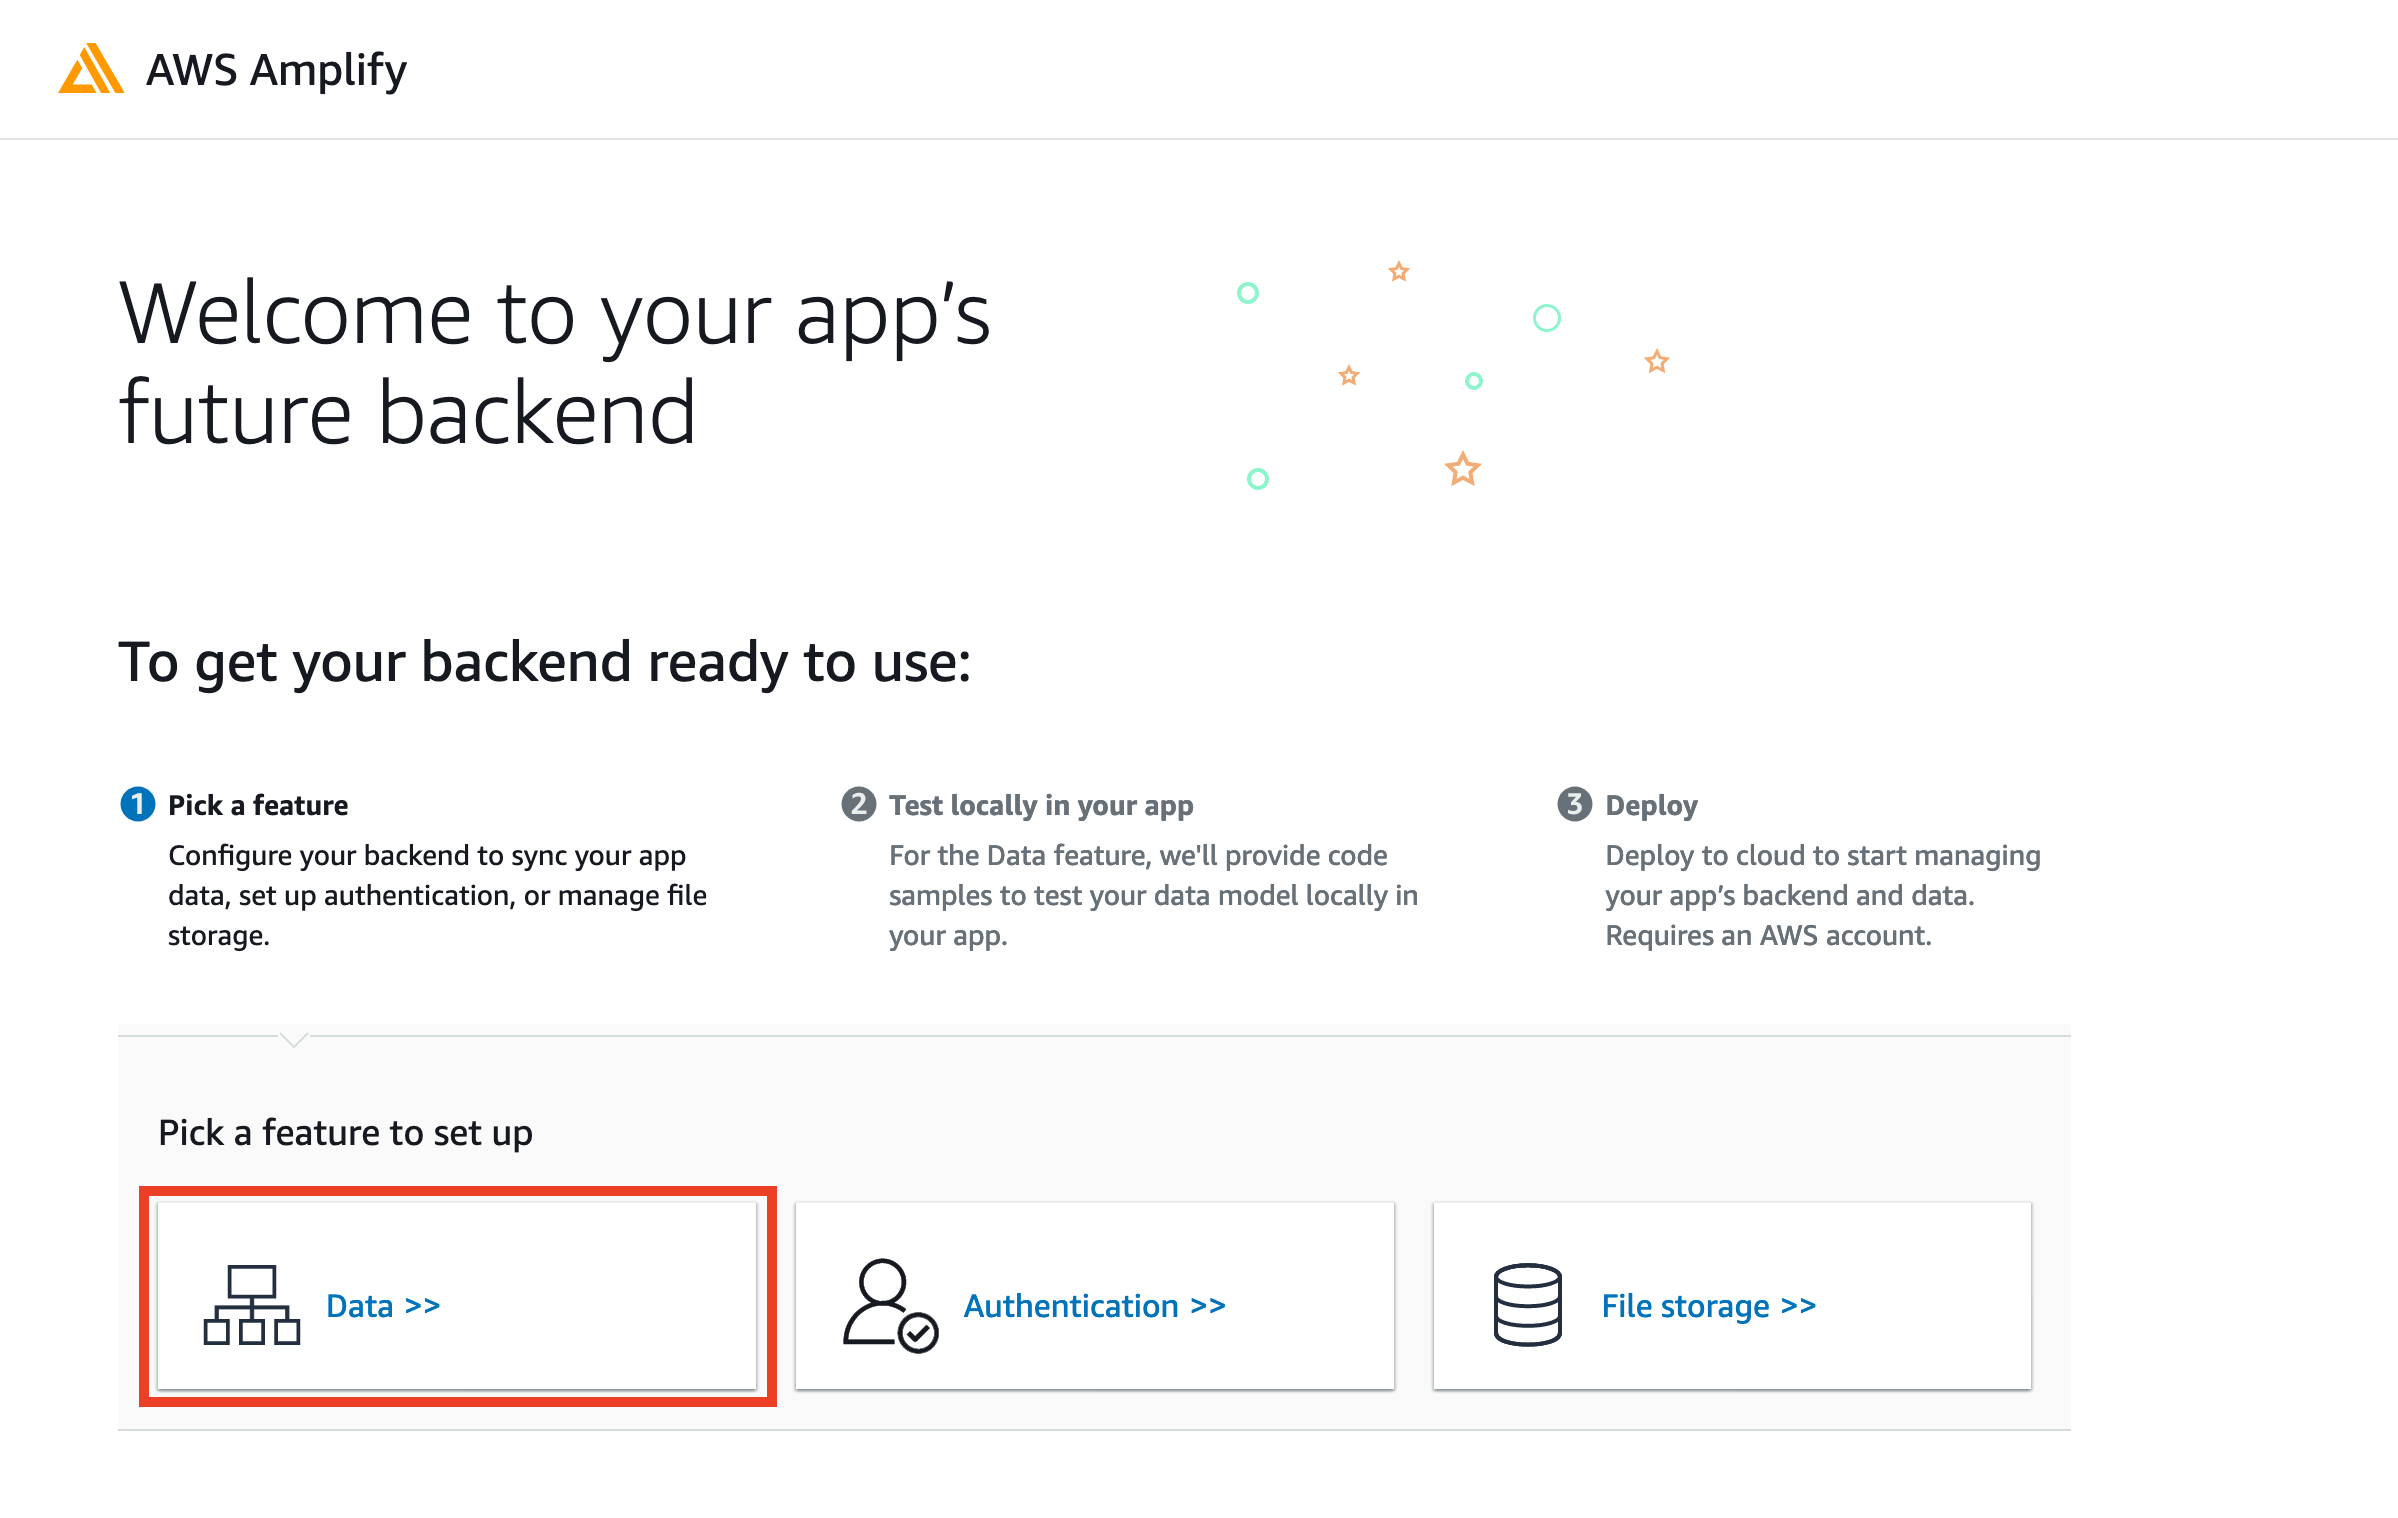 AWS Amplify
Welcome to your app’s
future backend
To get your backend ready to use:
1 Pick a feature
Configure your backend to sync your app
data, set up authentication, or manage file
storage.
2 Test locally in your app
For the Data feature, we'll provide code
samples to test your data model locally in
your app.
3 Deploy
Deploy to cloud to start managing
your app’s backend and data.
Requires an AWS account.
Pick a feature to set up
Data >>
Authentication >>
File storage >>